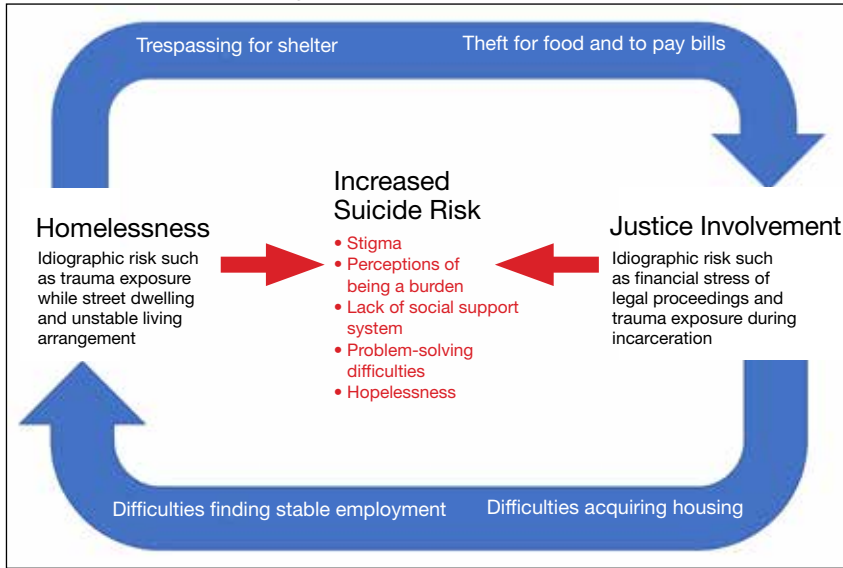 Trespassing for shelter
Theft for food and to pay bills
Homelessness
Idiographic risk such
as trauma exposure
while street dwelling
and unstable living
arrangement
Increased
Suicide Risk
• Stigma
• Perceptions of
being a burden
• Lack of social support
system
• Problem-solving
difficulties
• Hopelessness
Justice Involvement
Idiographic risk such
as financial stress of
legal proceedings and
trauma exposure during
incarceration
Difficulties finding stable employment
Difficulties acquiring housing